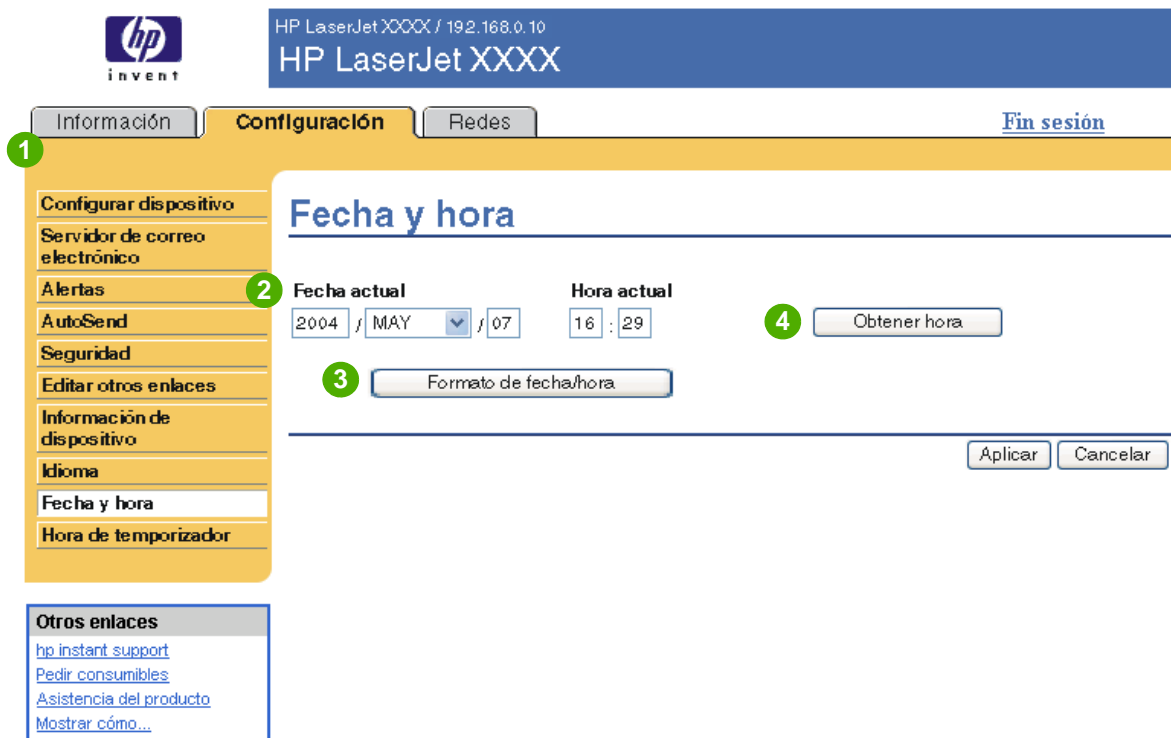 hp
invent
HP LaserJet XXXX / 192.168.0.10
HP LaserJet XXXX
Información
Configuración
Redes
Fin sesión
1
Configurar dispositivo
Servidor de correo
electrónico
Alertas
AutoSend
Seguridad
Editar otros enlaces
Información de
dispositivo
Idioma
Fecha y hora
Hora de temporizador
Otros enlaces
hp instant support
Pedir consumibles
Asistencia del producto
Mostrar cómo...
Fecha y hora
2 Fecha actual
Hora actual
2004 / MAY / 07
16 : 29
4 Obtener hora
3 Formato de fecha/hora
Aplicar
Cancelar